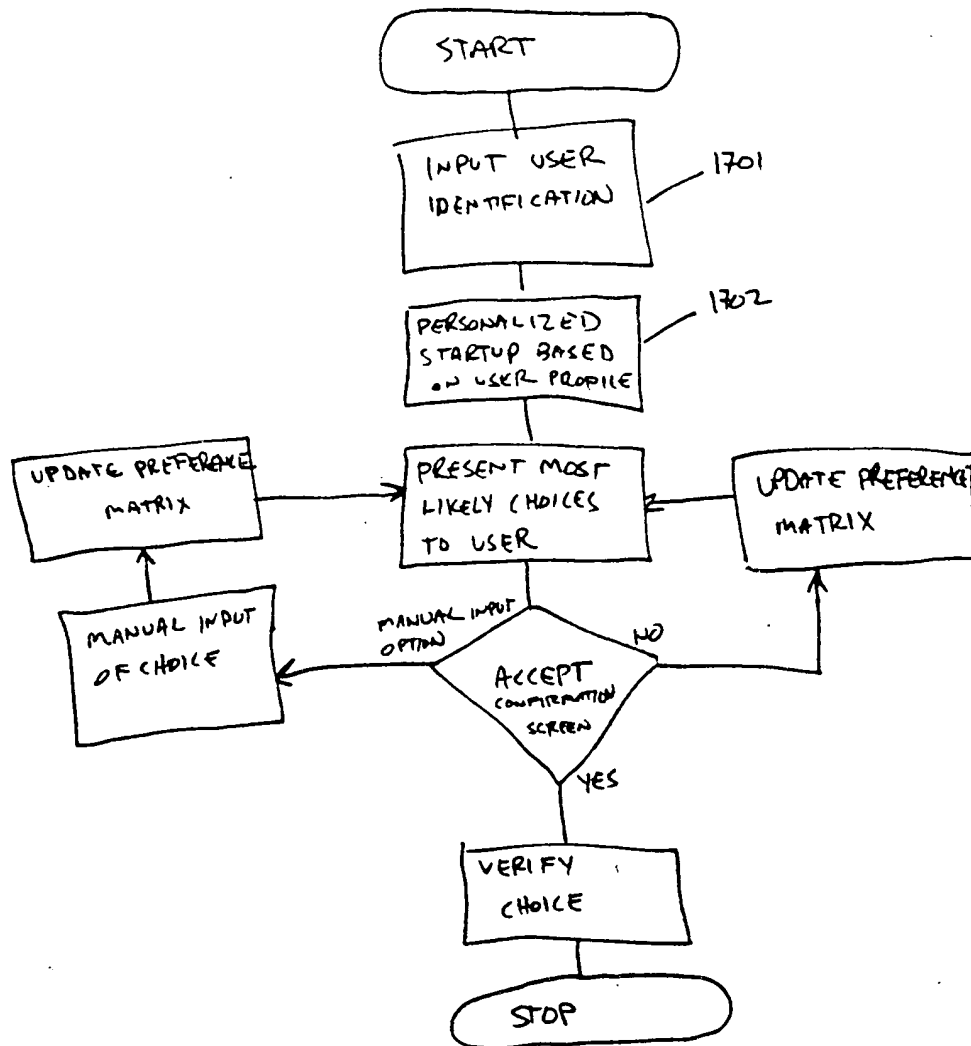 START
INPUT USER
IDENTIFICATION
1701
PERSONALIZED
STARTUP BASED
ON USER PROFILE
1702
UPDATE PREFERENCE
MATRIX
PRESENT MOST
LIKELY CHOICES
TO USER
UPDATE PREFERENCE
MATRIX
MANUAL INPUT
OF CHOICE
MANUAL INPUT
OPTION
NO
ACCEPT
CONFIRMATION
SCREEN
YES
VERIFY
CHOICE
STOP